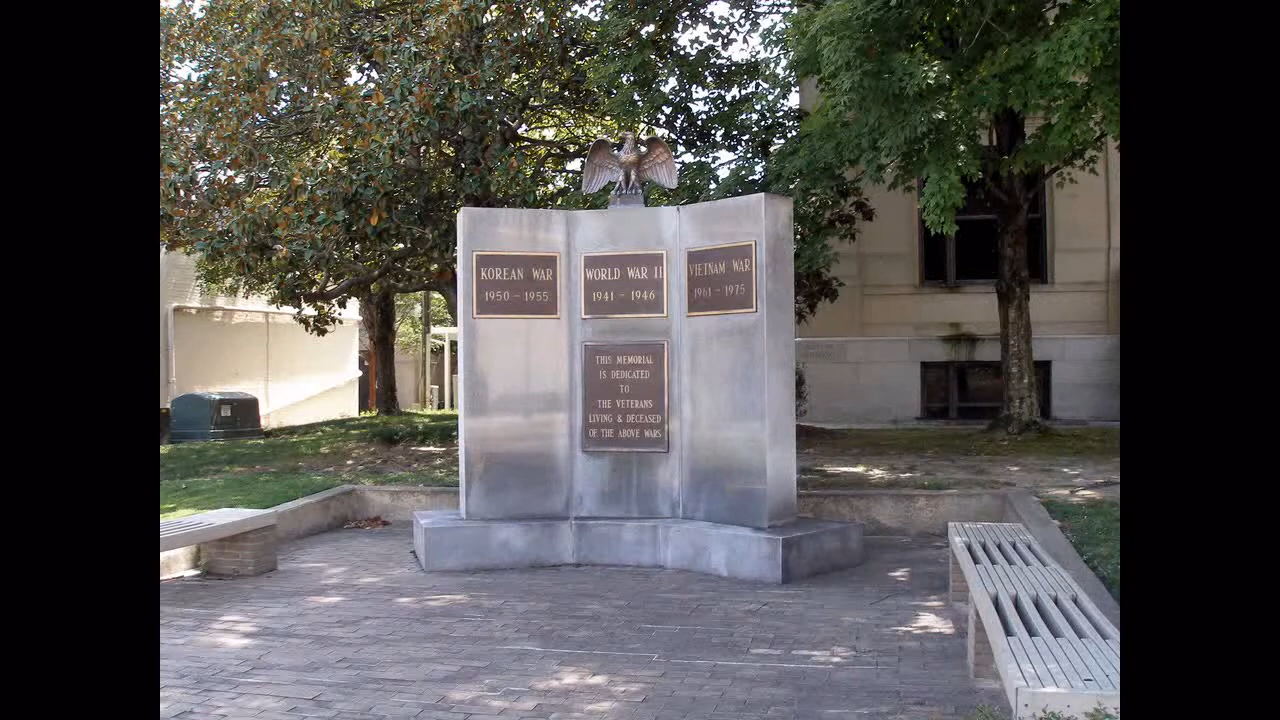 KOREAN WAR
1950 - 1955
WORLD WAR II
1941 - 1946
VIETNAM WAR
1961 - 1975
THIS MEMORIAL
IS DEDICATED
TO
THE VETERANS
LIVING & DECEASED
OF THE ABOVE WARS